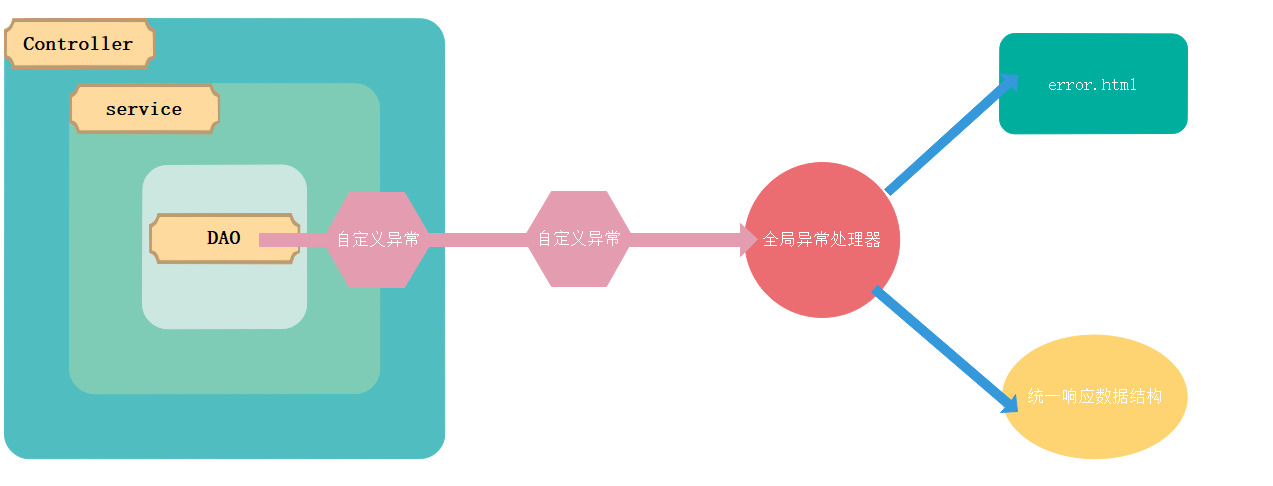 Controller
service
DAO
自定义异常
自定义异常
全局异常处理器
error.html
统一响应数据结构